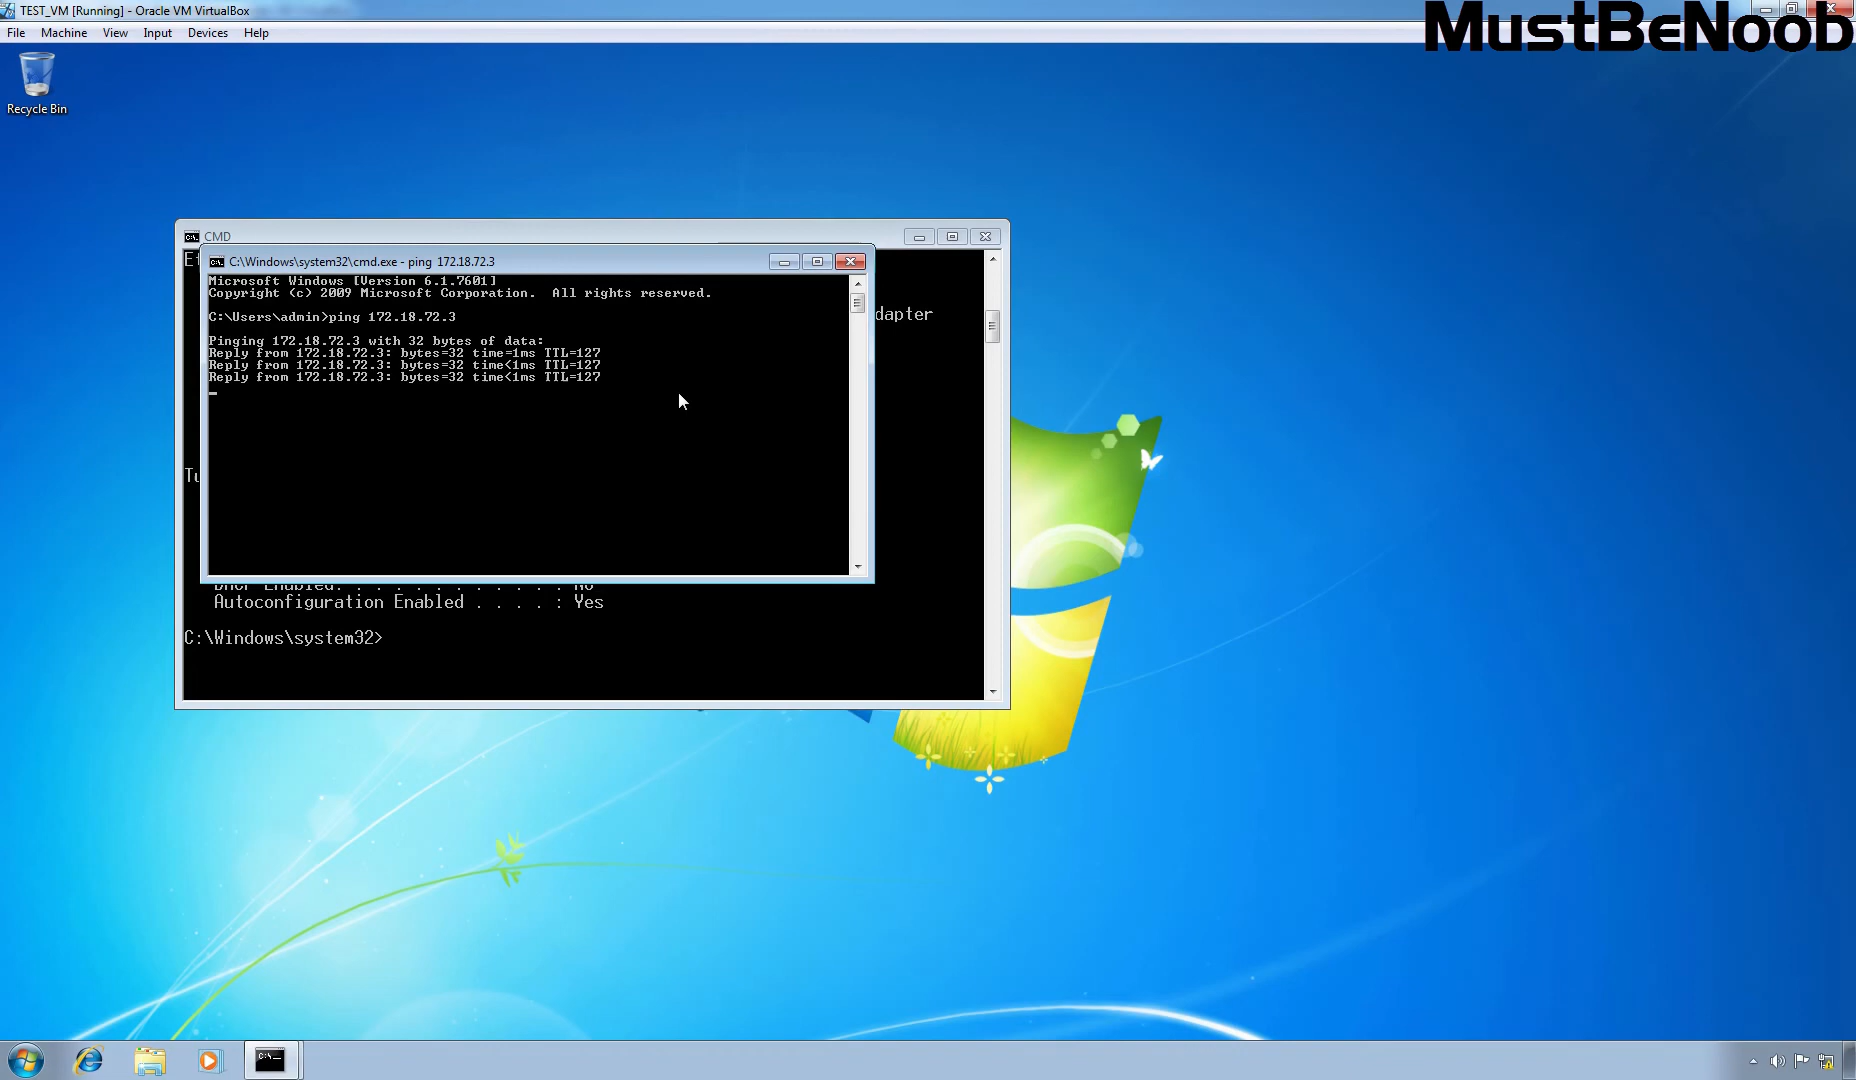 TEST_VM [Running] - Oracle VM VirtualBox
File Machine View Input Devices Help
MustBeNoob
Recycle Bin
CMD
C:\Windows\system32\cmd.exe - ping 172.18.72.3
Microsoft Windows [Version 6.1.7601]
Copyright (c) 2009 Microsoft Corporation. All rights reserved.
C:\Users\admin>ping 172.18.72.3
dapter
Pinging 172.18.72.3 with 32 bytes of data:
Reply from 172.18.72.3: bytes=32 time=1ms TTL=127
Reply from 172.18.72.3: bytes=32 time<1ms TTL=127
Reply from 172.18.72.3: bytes=32 time<1ms TTL=127
Tu
DHCP Enabled. . . . . . . . . . . : No
Autoconfiguration Enabled . . . . : Yes
C:\Windows\system32>